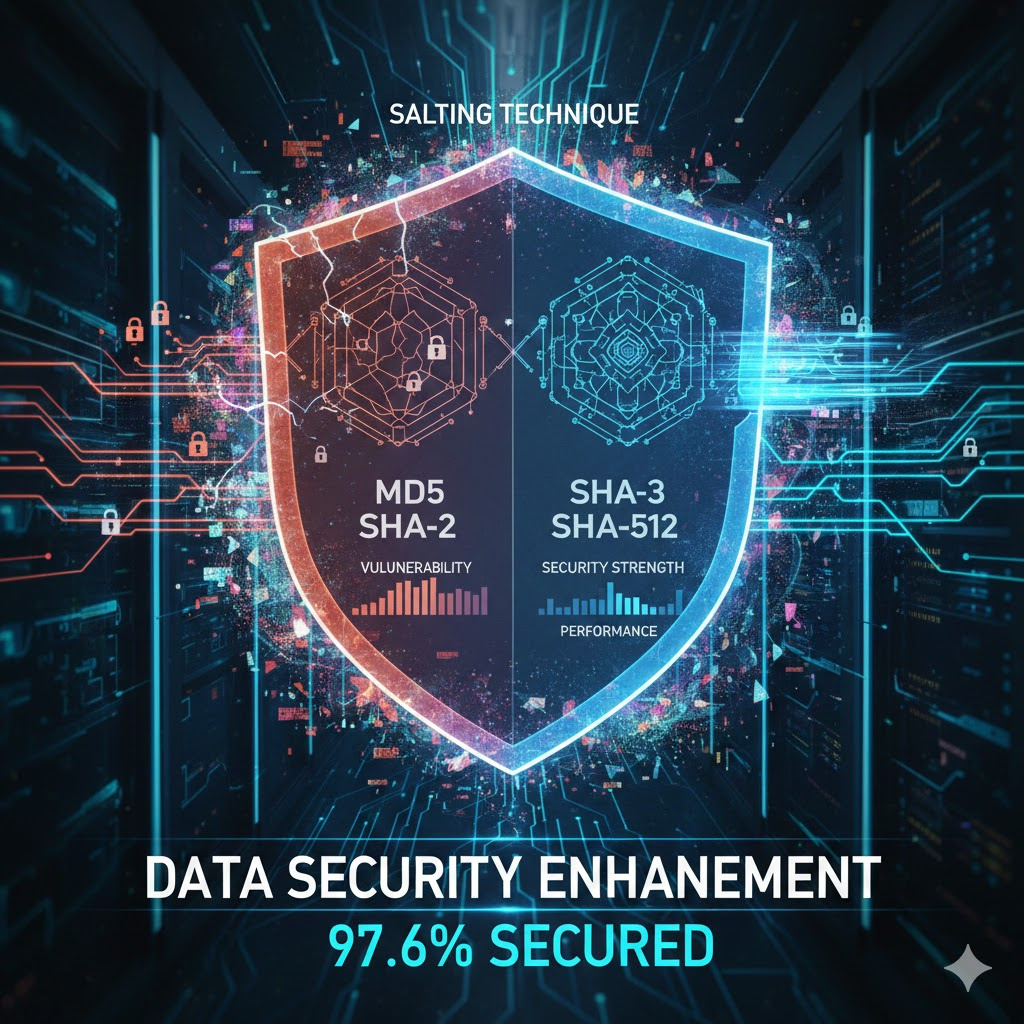 SALTING TECHNIQUE
MD5
SHA-2
VULUNERABILITY
SHA-3
SHA-512
SECURITY STRENGTH
PERFORMANCE
DATA SECURITY ENHANEMENT
97.6% SECURED